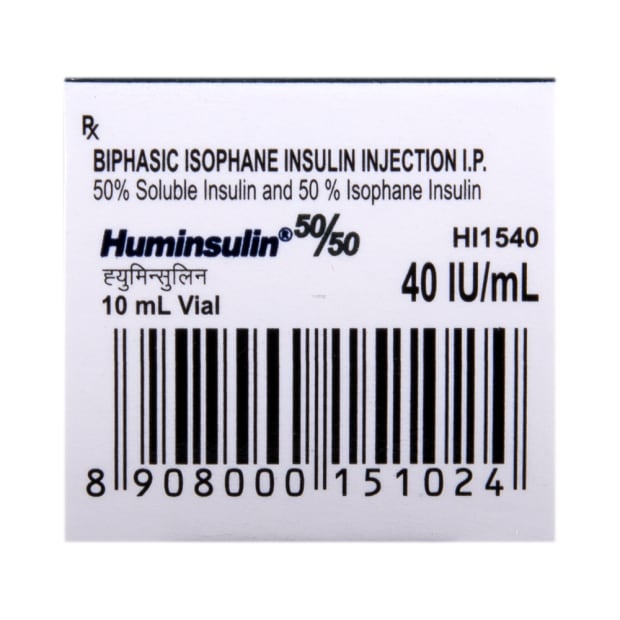 Rx
BIPHASIC ISOPHANE INSULIN INJECTION I.P.
50% Soluble Insulin and 50 % Isophane Insulin
Huminsulin® 50/50
HI1540
ह्युमिन्सुलिन
40 IU/mL
10 mL Vial
8 908000 151024